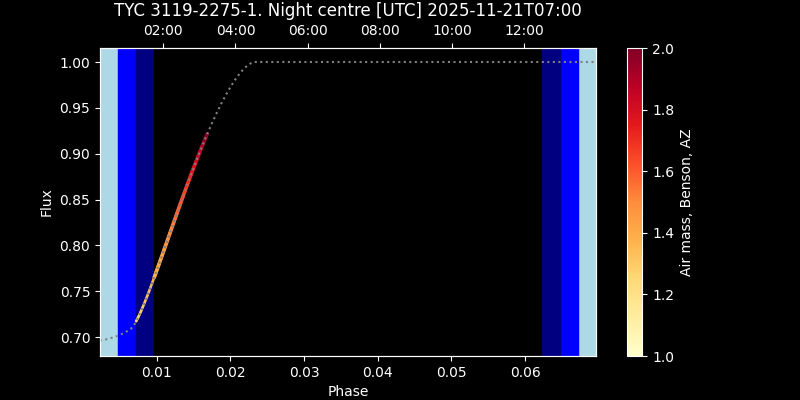 TYC 3119-2275-1. Night centre [UTC] 2025-11-21T07:00
02:00 04:00 06:00 08:00 10:00 12:00
1.00
0.95
0.90
0.85
0.80
0.75
0.70
Flux
0.01 0.02 0.03 0.04 0.05 0.06
Phase
2.0
1.8
1.6
1.4
1.2
1.0
Air mass, Benson, AZ